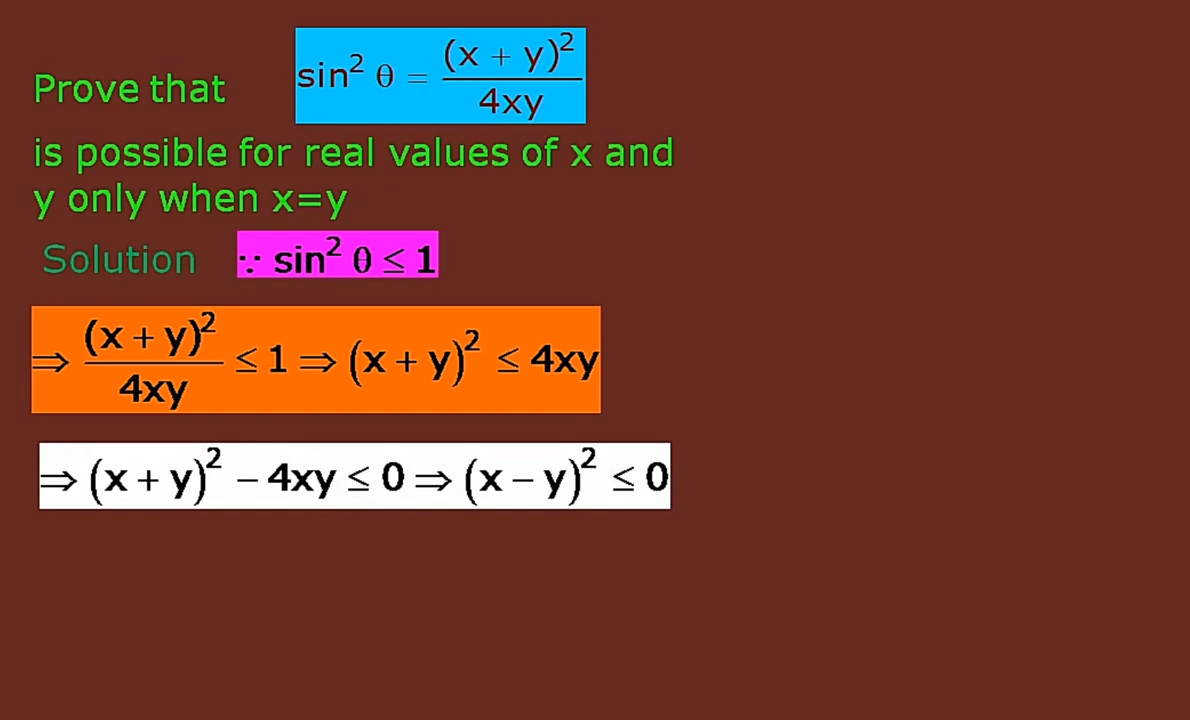 Prove that sin² θ = (x + y)² / 4xy
is possible for real values of x and
y only when x=y
Solution ∵ sin² θ ≤ 1
⇒ (x + y)² / 4xy ≤ 1 ⇒ (x + y)² ≤ 4xy
⇒ (x + y)² − 4xy ≤ 0 ⇒ (x − y)² ≤ 0